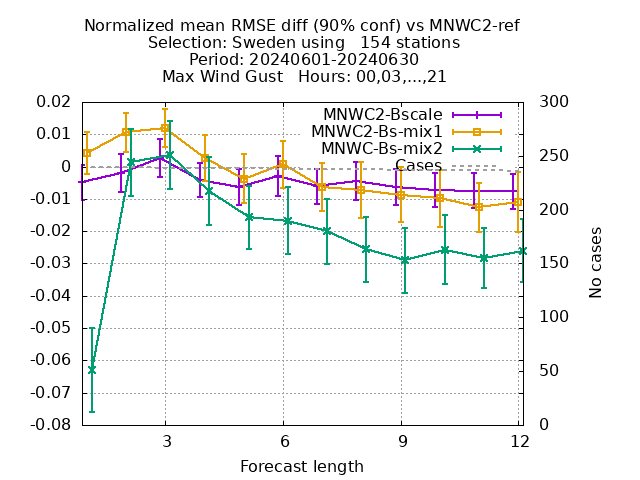 Normalized mean RMSE diff (90% conf) vs MNWC2-ref
Selection: Sweden using   154 stations
Period: 20240601-20240630
Max Wind Gust   Hours: 00,03,...,21
MNWC2-Bscale
MNWC2-Bs-mix1
MNWC-Bs-mix2
Cases
0.02
0.01
0
-0.01
-0.02
-0.03
-0.04
-0.05
-0.06
-0.07
-0.08
300
250
200
150
100
50
0
No cases
3 6 9 12
Forecast length